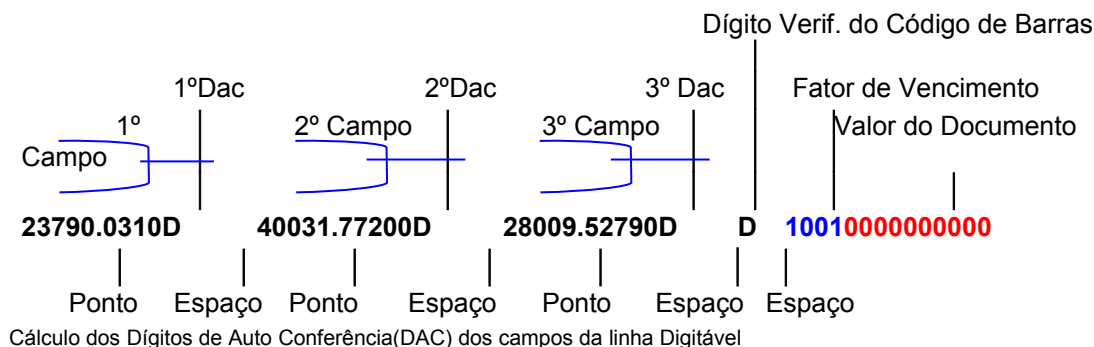 Dígito Verif. do Código de Barras
1ºDac 2ºDac 3º Dac Fator de Vencimento
1º 2º Campo 3º Campo Valor do Documento
Campo
23790.0310D 40031.77200D 28009.52790D D 10010000000000
Ponto Espaço Ponto Espaço Ponto Espaço Espaço
Cálculo dos Dígitos de Auto Conferência(DAC) dos campos da linha Digitável